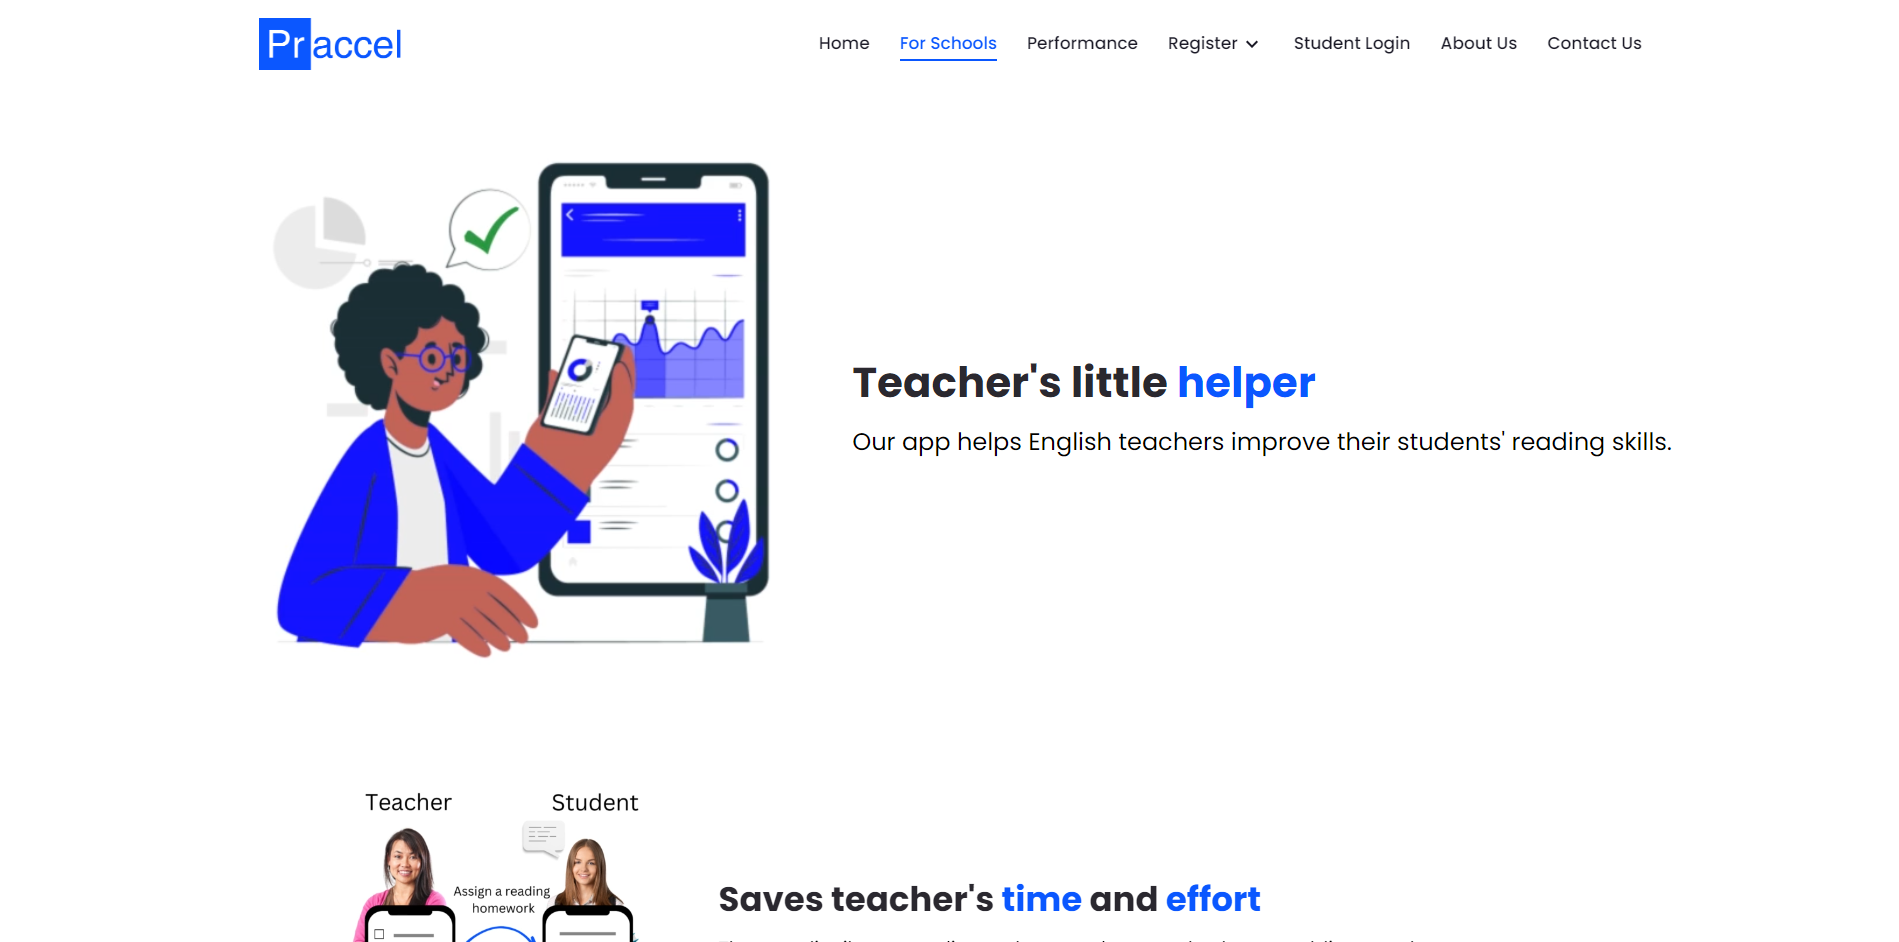 Praccel
Home For Schools Performance Register Student Login About Us Contact Us
Teacher's little helper
Our app helps English teachers improve their students' reading skills.
Teacher Student
Assign a reading
homework
Saves teacher's time and effort